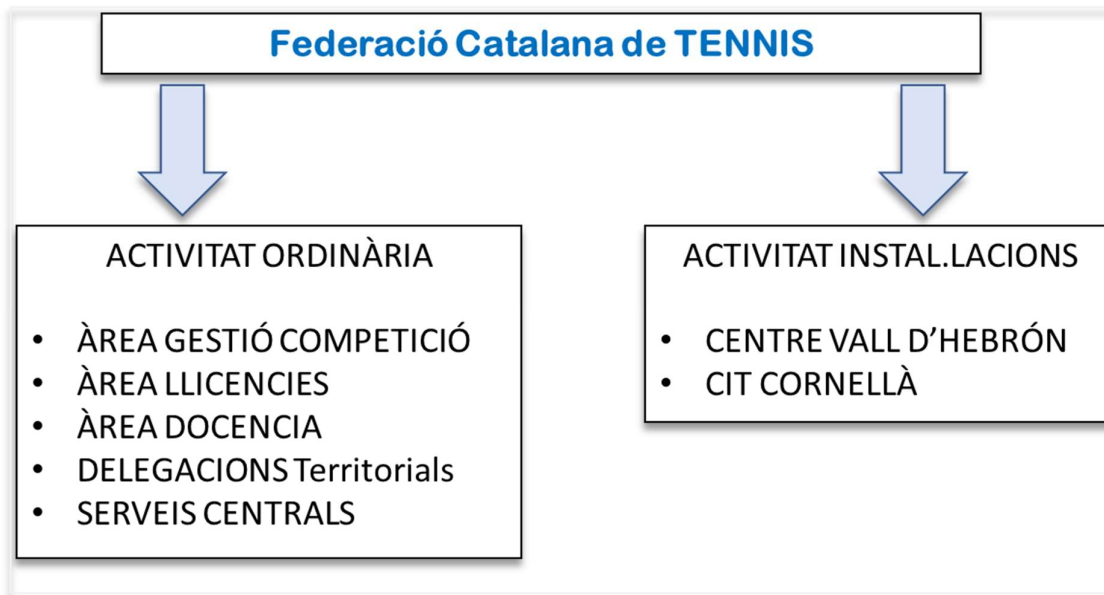 Federació Catalana de TENNIS
ACTIVITAT ORDINÀRIA
• ÀREA GESTIÓ COMPETICIÓ
• ÀREA LLICENCIES
• ÀREA DOCENCIA
• DELEGACIONS Territorials
• SERVEIS CENTRALS
ACTIVITAT INSTAL.LACIONS
• CENTRE VALL D’HEBRÓN
• CIT CORNELLÀ